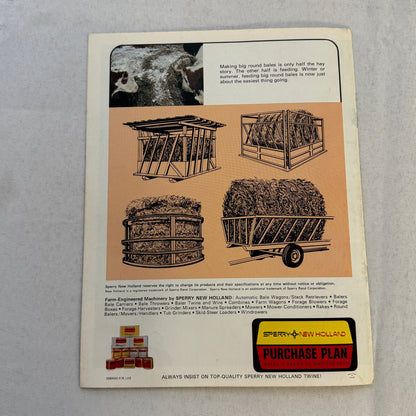 Making big round bales is only half the hay
story. The other half is feeding. Winter or
summer, feeding big round bales is now just
about the easiest thing going.
Sperry New Holland reserves the right to change its products and their specifications at any time without notice or obligation.
New Holland is a registered trademark of Sperry Rand Corporation. Sperry New Holland is an additional trademark of Sperry Rand Corporation.
Farm-Engineered Machinery by SPERRY NEW HOLLAND: Automatic Bale Wagons/Stack Retrievers • Balers
Bale Carriers • Bale Throwers • Baler Twine and Wire • Combines • Farm Wagons • Forage Blowers • Forage
Boxes • Forage Harvesters • Grinder Mixers • Manure Spreaders • Mowers • Mower-Conditioners • Rakes • Round
Balers/Movers/Handlers • Tub Grinders • Skid-Steer Loaders • Windrowers
SPERRY NEW HOLLAND
PURCHASE PLAN
ALWAYS INSIST ON TOP-QUALITY SPERRY NEW HOLLAND TWINE!